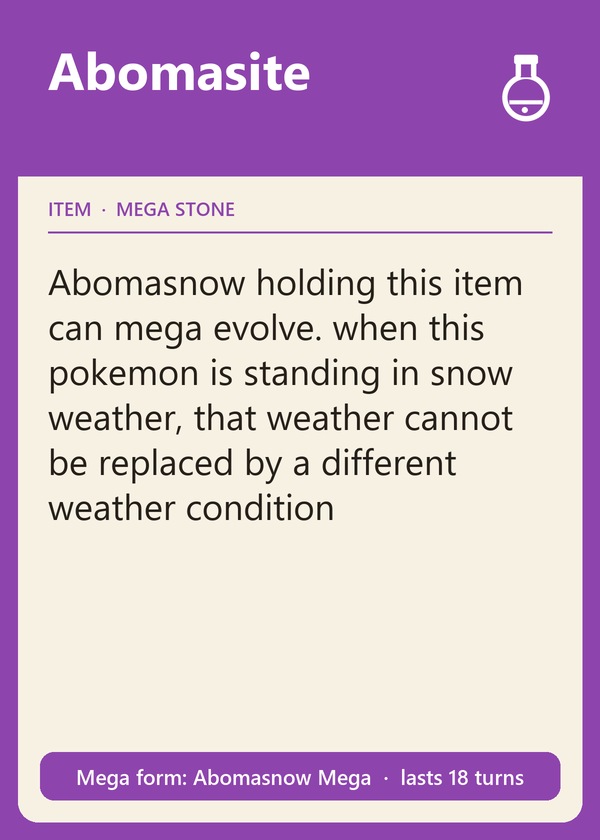 Abomasite
ITEM · MEGA STONE
Abomasnow holding this item
can mega evolve. when this
pokemon is standing in snow
weather, that weather cannot
be replaced by a different
weather condition
Mega form: Abomasnow Mega · lasts 18 turns